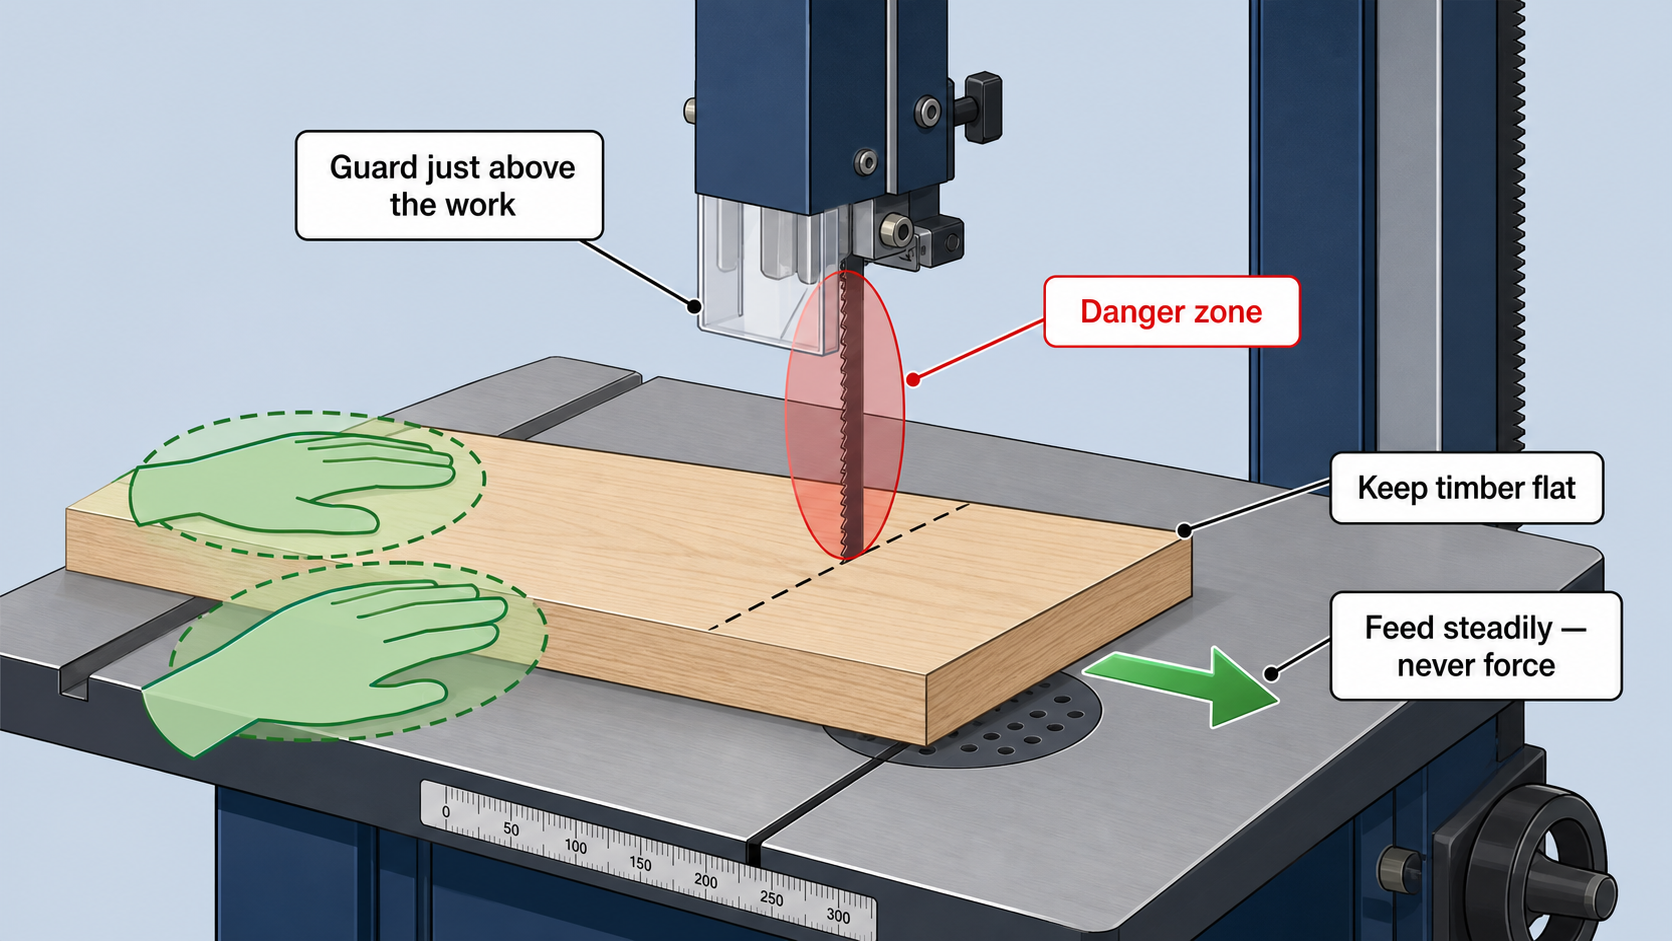 Guard just above
the work
Danger zone
Keep timber flat
Feed steadily —
never force
0 50 100 150 200 250 300